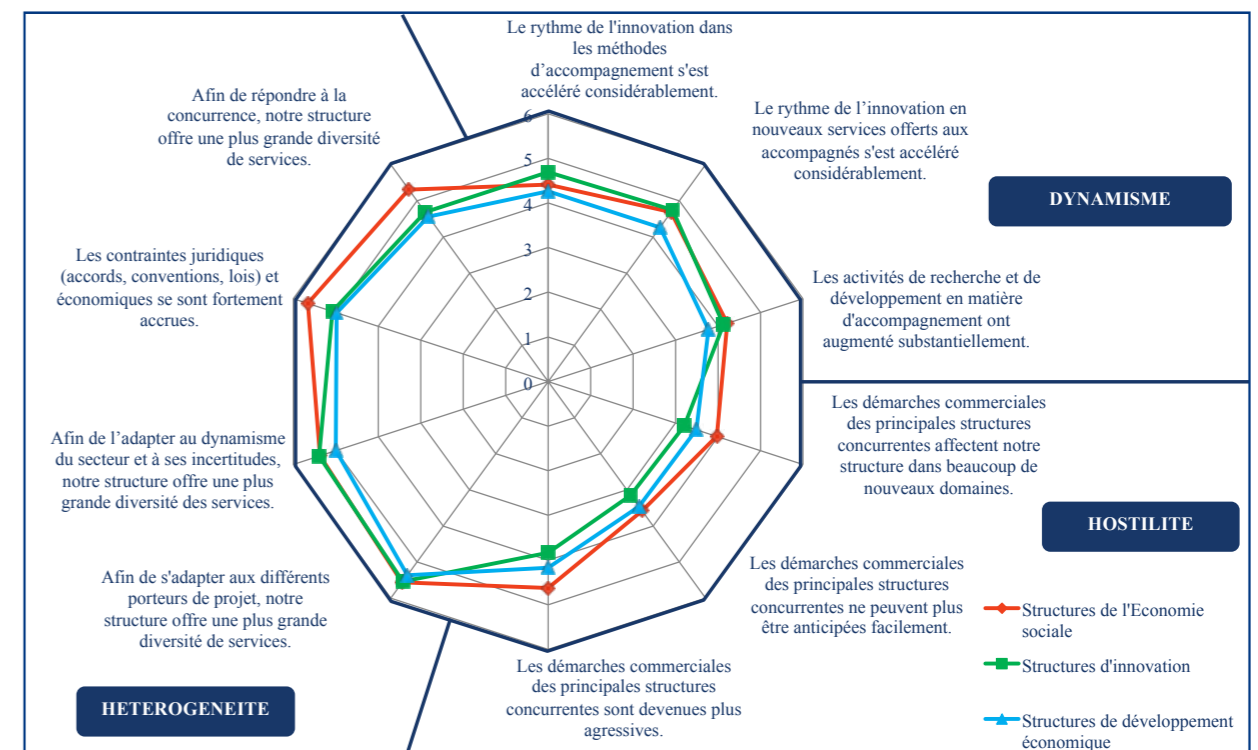 Le rythme de l'innovation dans
les méthodes
d’accompagnement s'est
accéléré considérablement.
Le rythme de l’innovation en
nouveaux services offerts aux
accompagnés s'est accéléré
considérablement.
DYNAMISME
Les activités de recherche et de
développement en matière
d'accompagnement ont
augmenté substantiellement.
Les démarches commerciales
des principales structures
concurrentes affectent notre
structure dans beaucoup de
nouveaux domaines.
HOSTILITE
Les démarches commerciales
des principales structures
concurrentes ne peuvent plus
être anticipées facilement.
Les démarches commerciales
des principales structures
concurrentes sont devenues plus
agressives.
Afin de s'adapter aux différents
porteurs de projet, notre
structure offre une plus grande
diversité de services.
HETEROGENEITE
Afin de l’adapter au dynamisme
du secteur et à ses incertitudes,
notre structure offre une plus
grande diversité des services.
Les contraintes juridiques
(accords, conventions, lois) et
économiques se sont fortement
accrues.
Afin de répondre à la
concurrence, notre structure
offre une plus grande diversité
de services.
6
5
4
3
2
1
0
Structures de l'Economie
sociale
Structures d'innovation
Structures de développement
économique